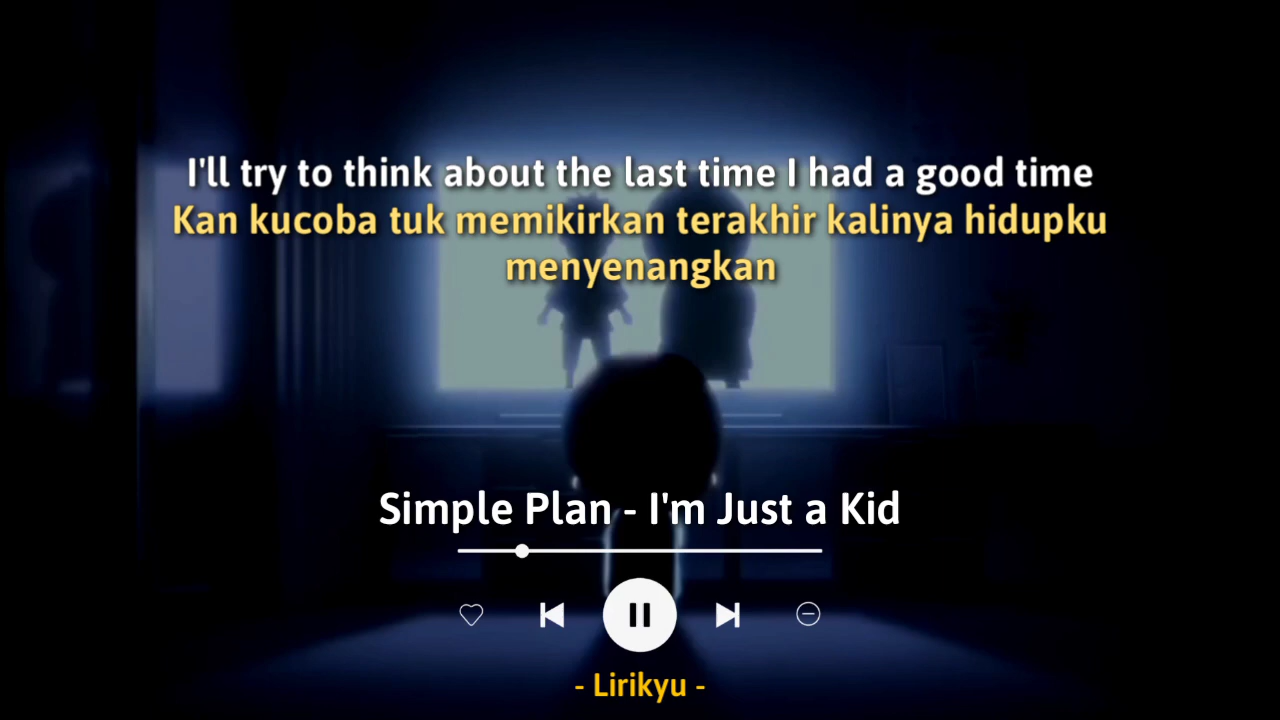 I'll try to think about the last time I had a good time
Kan kucoba tuk memikirkan terakhir kalinya hidupku
menyenangkan
Simple Plan - I'm Just a Kid
- Lirikyu -